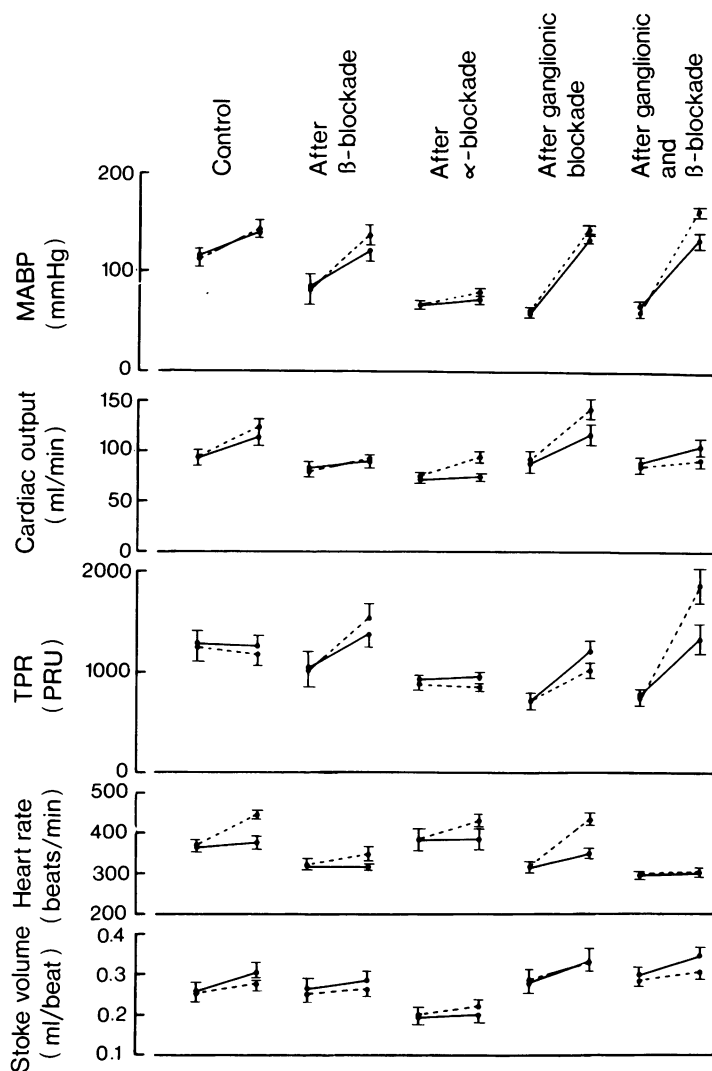 Control
After
β-blockade
After
∝-blockade
After ganglionic
blockade
After ganglionic
and
β-blockade
MABP
(mmHg)
200
100
0
Cardiac output
(ml/min)
150
100
50
0
TPR
(PRU)
2000
1000
0
Heart rate
(beats/min)
500
400
300
200
Stoke volume
(ml/beat)
0.4
0.3
0.2
0.1